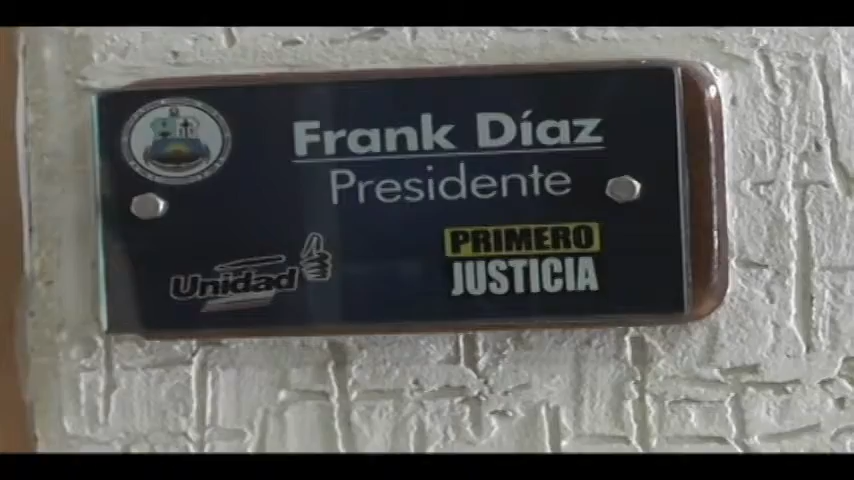 Frank Díaz
Presidente
Unidad
PRIMERO
JUSTICIA